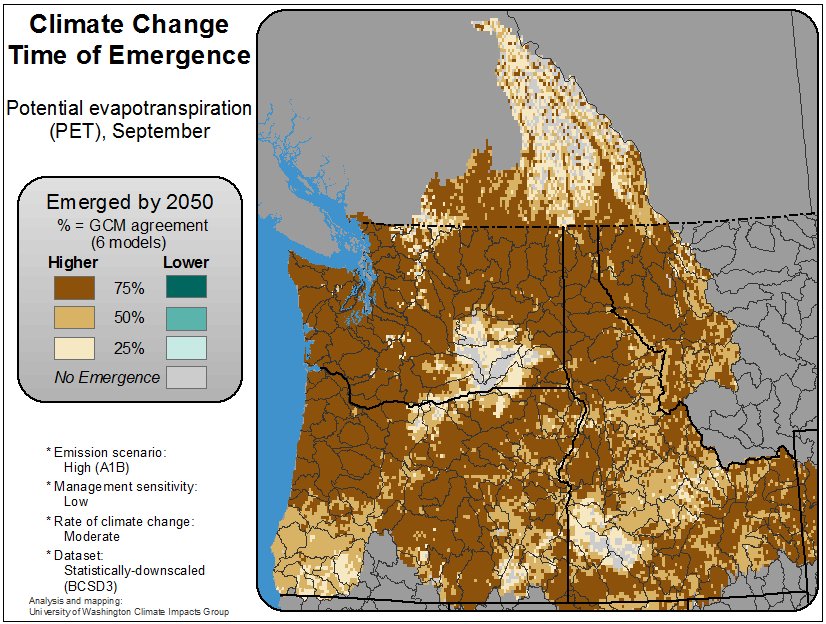 Climate Change
Time of Emergence
Potential evapotranspiration
(PET), September
Emerged by 2050
% = GCM agreement
(6 models)
Higher Lower
75%
50%
25%
No Emergence
* Emission scenario:
High (A1B)
* Management sensitivity:
Low
* Rate of climate change:
Moderate
* Dataset:
Statistically-downscaled
(BCSD3)
Analysis and mapping:
University of Washington Climate Impacts Group